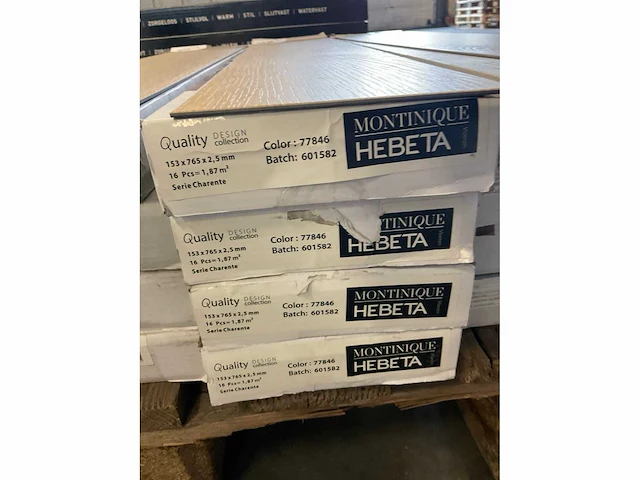 ZORGELOOS | STIJLVOL | WARM | STIL | SLIJTVAST | WATERVAST
Quality DESIGN collection
153 x 765 x 2,5 mm
16 Pcs = 1,87 m²
Serie Charente
Color : 77846
Batch: 601582
MONTINIQUE
HEBETA
Quality DESIGN collection
153 x 765 x 2,5 mm
16 Pcs = 1,87 m²
Serie Charente
Color : 77846
Batch: 601582
TINIQUE
HEBETA
Quality DESIGN collection
153 x 765 x 2,5 mm
16 Pcs = 1,87 m²
Serie Charente
Color : 77846
Batch: 601582
MONTINIQUE
HEBETA
Quality DESIGN collection
153 x 765 x 2,5 mm
16 Pcs = 1,87 m²
Serie Charente
Color : 77846
Batch: 601582
MONTINIQUE
HEBETA